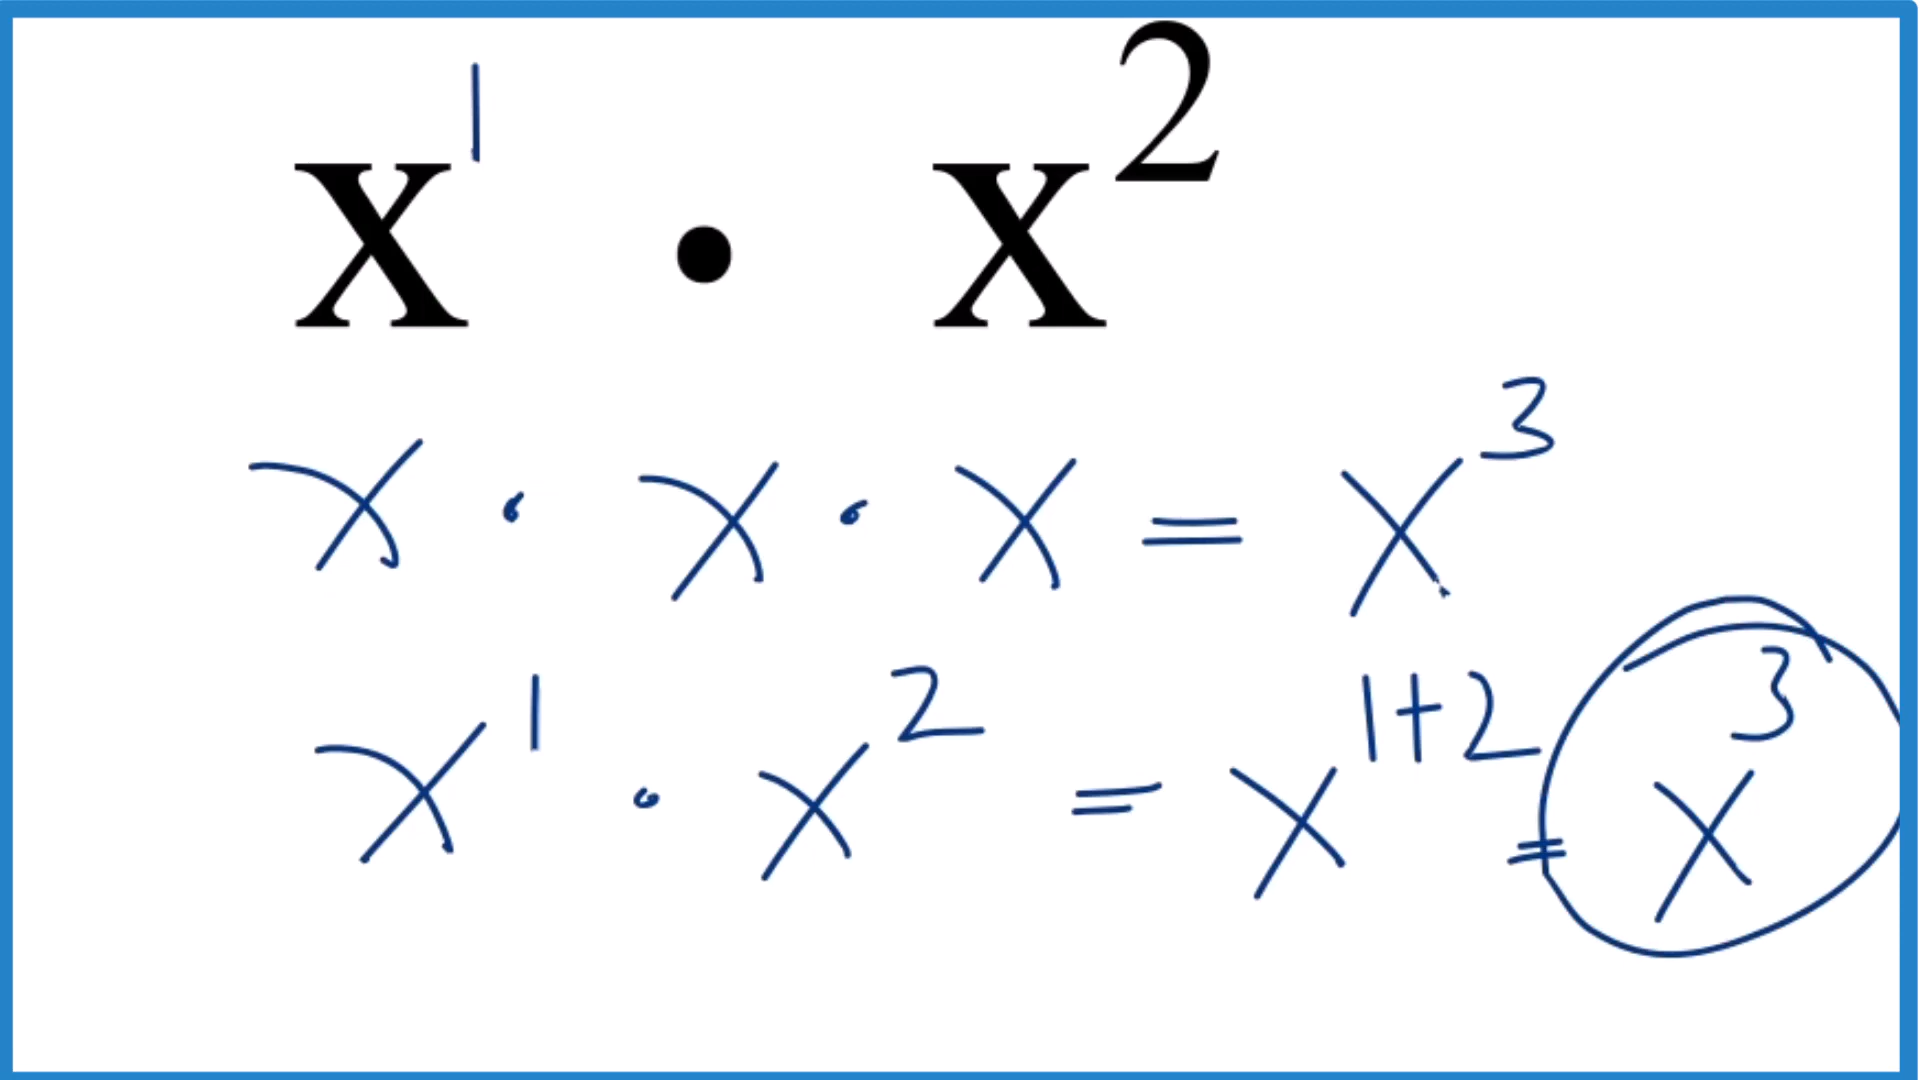 x¹ · x²
x · x · x = x³
x¹ · x² = x¹⁺² = x³